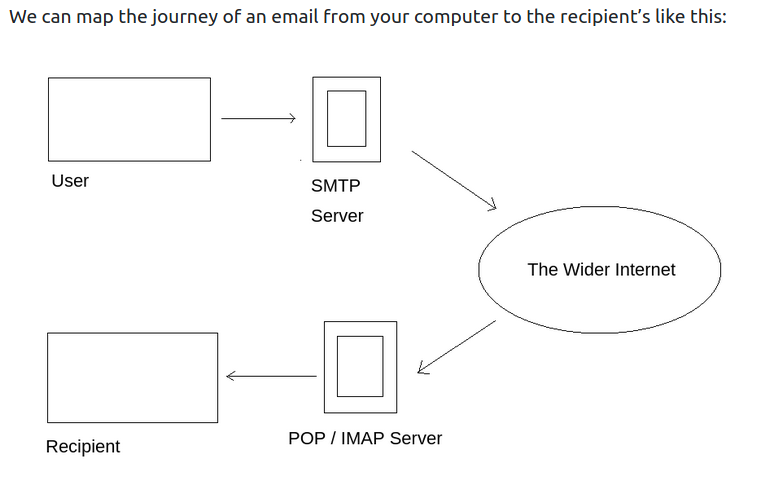 We can map the journey of an email from your computer to the recipient’s like this:
User
SMTP
Server
The Wider Internet
POP / IMAP Server
Recipient